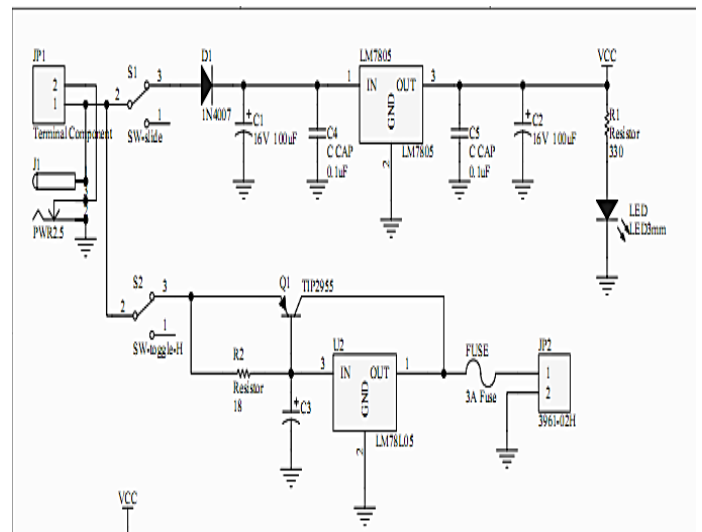 JP1
2
1
Terminal Component
J1
PWR2.5
S1
3
2
1
SW-slide
D1
1N4007
C1
16V 100uF
C4
C CAP
0.1uF
LM7805
1
IN
OUT
3
GND
LM7805
2
C5
C CAP
0.1uF
C2
16V 100uF
VCC
R1
Resistor
330
LED
LED3mm
S2
3
2
1
SW-toggle-H
Q1
TIP2955
R2
Resistor
18
C3
U2
3
IN
OUT
1
GND
LM78L05
2
FUSE
3A Fuse
JP2
1
2
3961-02H
VCC